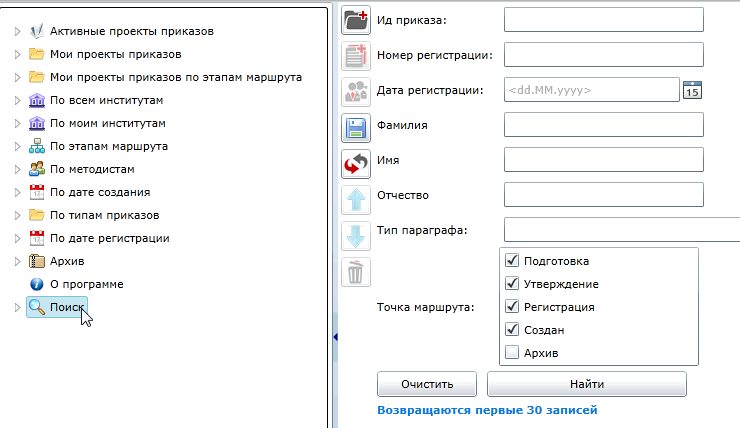 Активные проекты приказов
Мои проекты приказов
Мои проекты приказов по этапам маршрута
По всем институтам
По моим институтам
По этапам маршрута
По методистам
По дате создания
По типам приказов
По дате регистрации
Архив
О программе
Поиск
Ид приказа:
Номер регистрации:
Дата регистрации:
<dd.MM.yyyy>
15
Фамилия
Имя
Отчество
Тип параграфа:
Точка маршрута:
Подготовка
Утверждение
Регистрация
Создан
Архив
Очистить
Найти
Возвращаются первые 30 записей